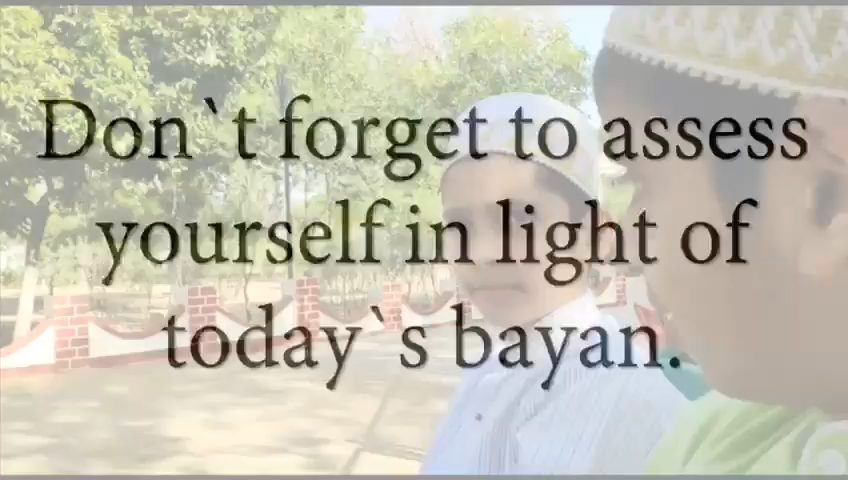 Don`t forget to assess
yourself in light of
today`s bayan.